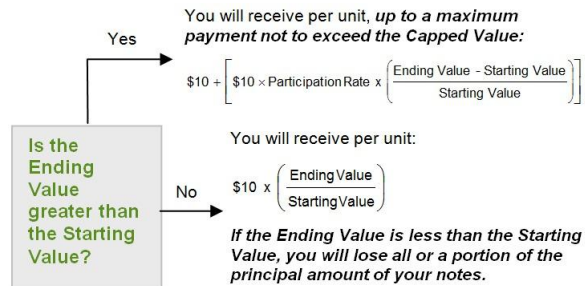 You will receive per unit, up to a maximum
Yes
payment not to exceed the Capped Value:
$10 + [$10 × Participation Rate x (Ending Value - Starting Value / Starting Value)]
Is the
Ending
Value
greater than
the Starting
Value?
You will receive per unit:
No
$10 x (Ending Value / Starting Value)
If the Ending Value is less than the Starting
Value, you will lose all or a portion of the
principal amount of your notes.